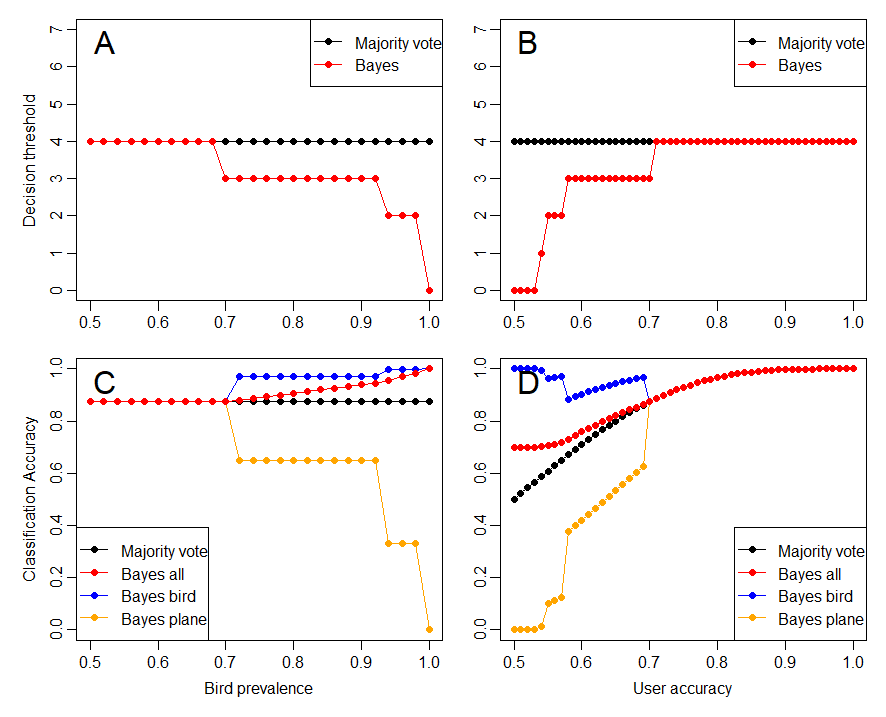 A
Majority vote
Bayes
Decision threshold
7
6
5
4
3
2
1
0
0.5 0.6 0.7 0.8 0.9 1.0
B
Majority vote
Bayes
7
6
5
4
3
2
1
0
0.5 0.6 0.7 0.8 0.9 1.0
C
Classification Accuracy
1.0
0.8
0.6
0.4
0.2
0.0
Majority vote
Bayes all
Bayes bird
Bayes plane
0.5 0.6 0.7 0.8 0.9 1.0
Bird prevalence
D
1.0
0.8
0.6
0.4
0.2
0.0
Majority vote
Bayes all
Bayes bird
Bayes plane
0.5 0.6 0.7 0.8 0.9 1.0
User accuracy